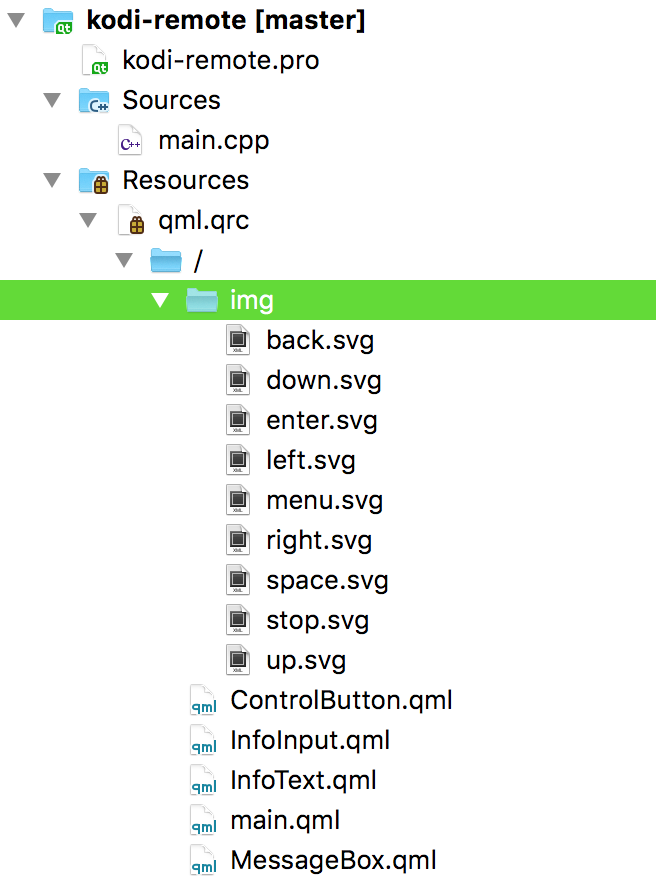 kodi-remote [master]
kodi-remote.pro
Sources
main.cpp
Resources
qml.qrc
/
img
back.svg
down.svg
enter.svg
left.svg
menu.svg
right.svg
space.svg
stop.svg
up.svg
ControlButton.qml
InfoInput.qml
InfoText.qml
main.qml
MessageBox.qml